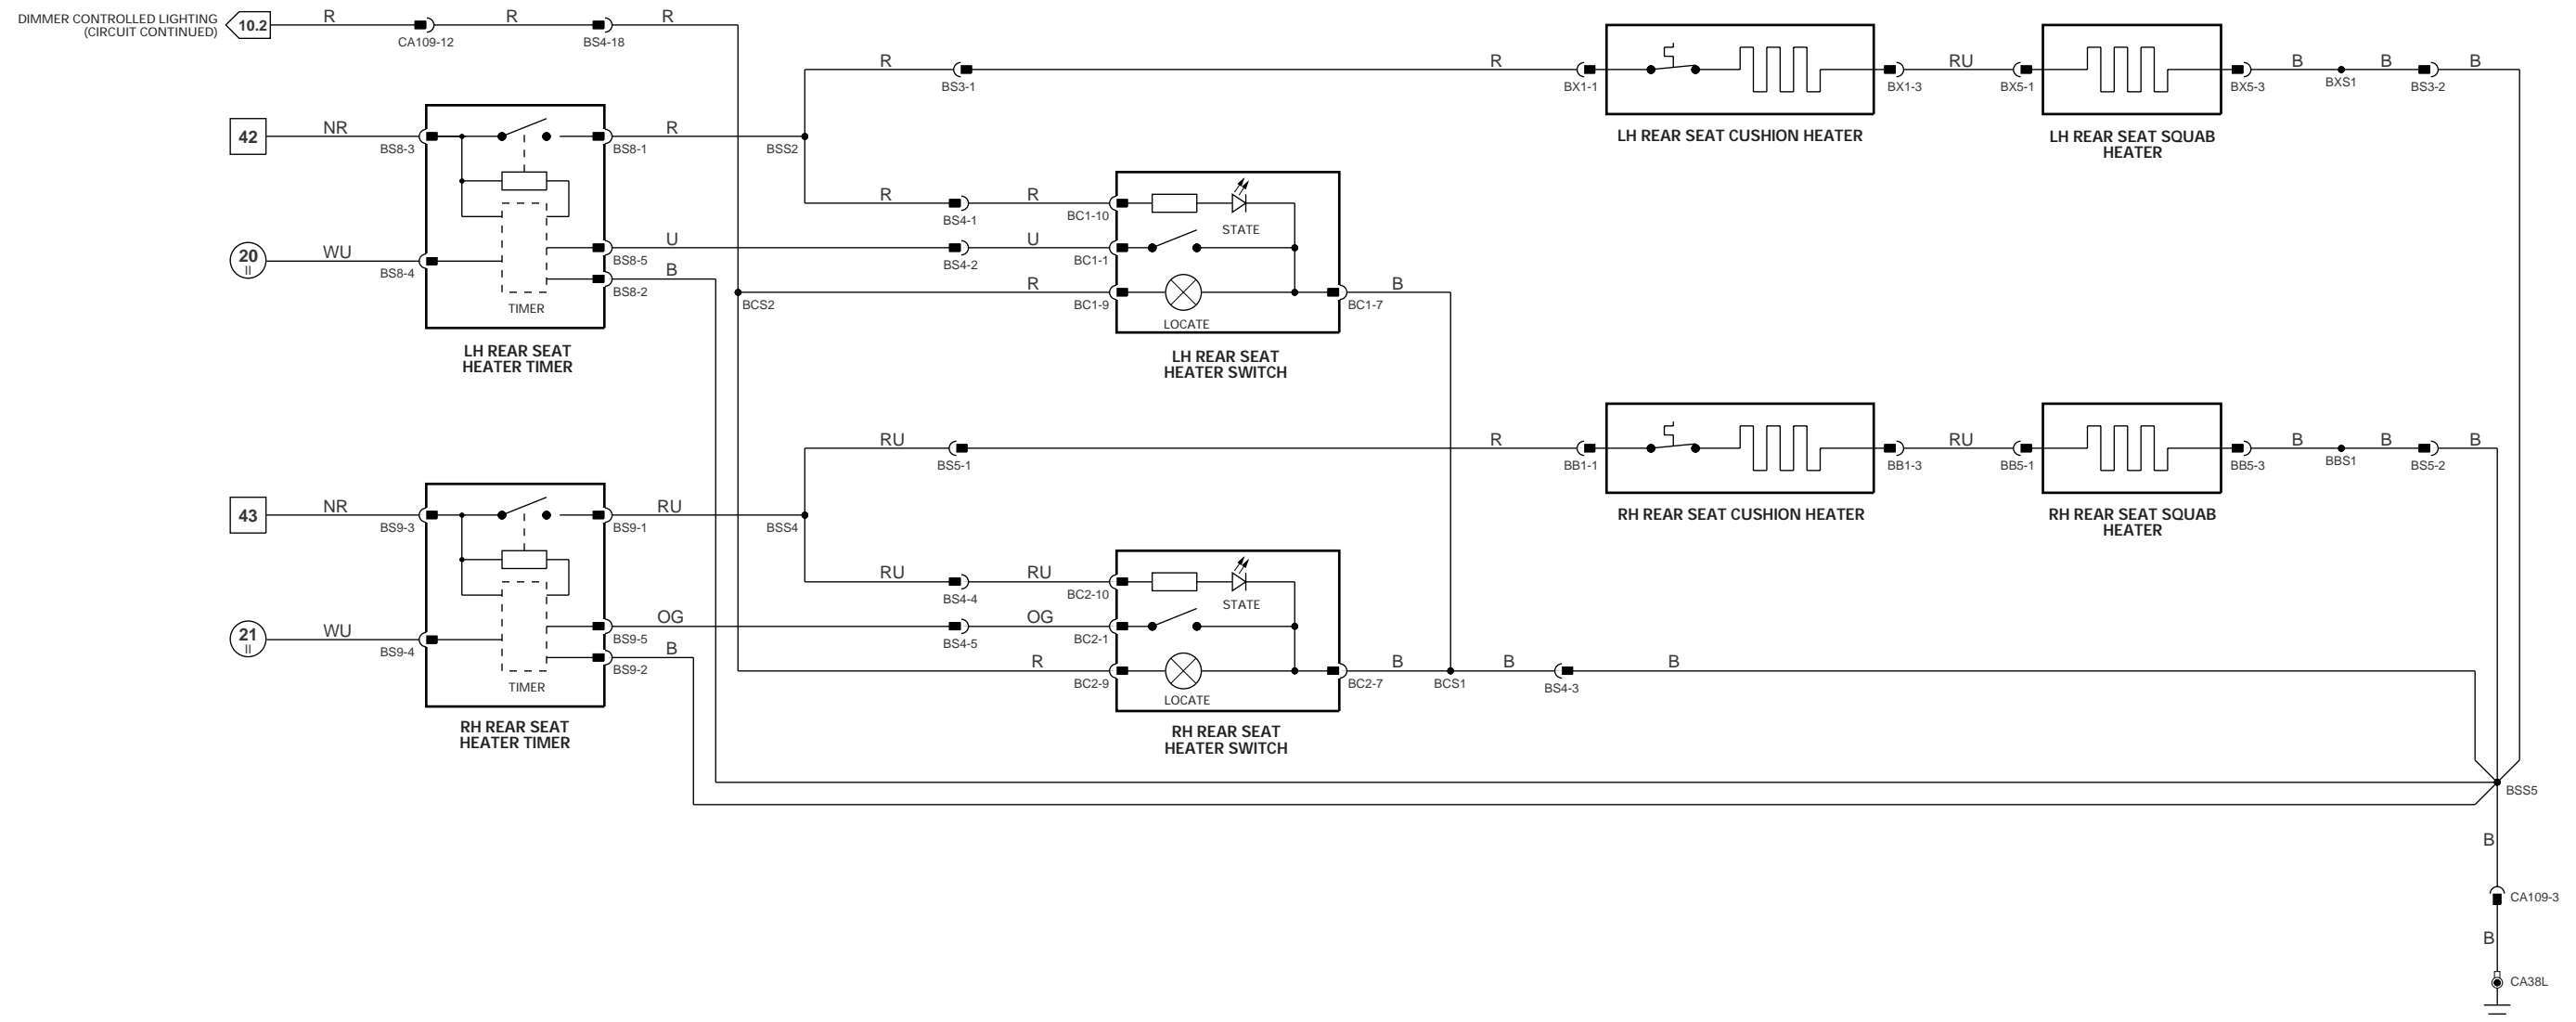 DIMMER CONTROLLED LIGHTING
(CIRCUIT CONTINUED)
10.2
R
CA109-12
R
BS4-18
R
R
BS3-1
R
BX1-1
BX1-3
RU
BX5-1
BX5-3
B
BXS1
B
BS3-2
B
LH REAR SEAT CUSHION HEATER
LH REAR SEAT SQUAB
HEATER
42
NR
BS8-3
BS8-1
R
BSS2
R
BS4-1
R
BC1-10
STATE
20
II
WU
BS8-4
BS8-5
U
BS4-2
U
BC1-1
BS8-2
B
TIMER
BCS2
R
BC1-9
LOCATE
BC1-7
B
LH REAR SEAT
HEATER TIMER
LH REAR SEAT
HEATER SWITCH
RU
BS5-1
R
BB1-1
BB1-3
RU
BB5-1
BB5-3
B
BBS1
B
BS5-2
B
RH REAR SEAT CUSHION HEATER
RH REAR SEAT SQUAB
HEATER
43
NR
BS9-3
BS9-1
RU
BSS4
RU
BS4-4
RU
BC2-10
STATE
21
II
WU
BS9-4
BS9-5
OG
BS4-5
OG
BC2-1
BS9-2
B
TIMER
R
BC2-9
LOCATE
BC2-7
B
BCS1
B
BS4-3
B
RH REAR SEAT
HEATER TIMER
RH REAR SEAT
HEATER SWITCH
BSS5
B
CA109-3
B
CA38L